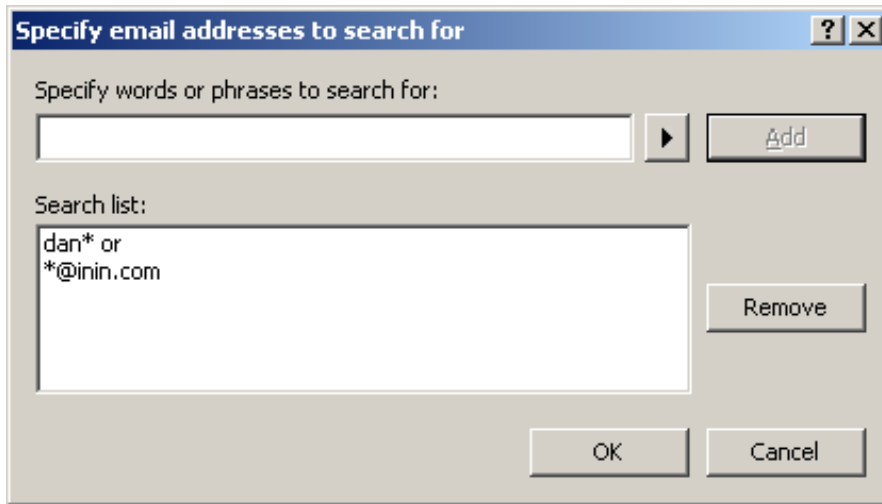 Specify email addresses to search for
Specify words or phrases to search for:
Add
Search list:
dan* or
*@inin.com
Remove
OK
Cancel